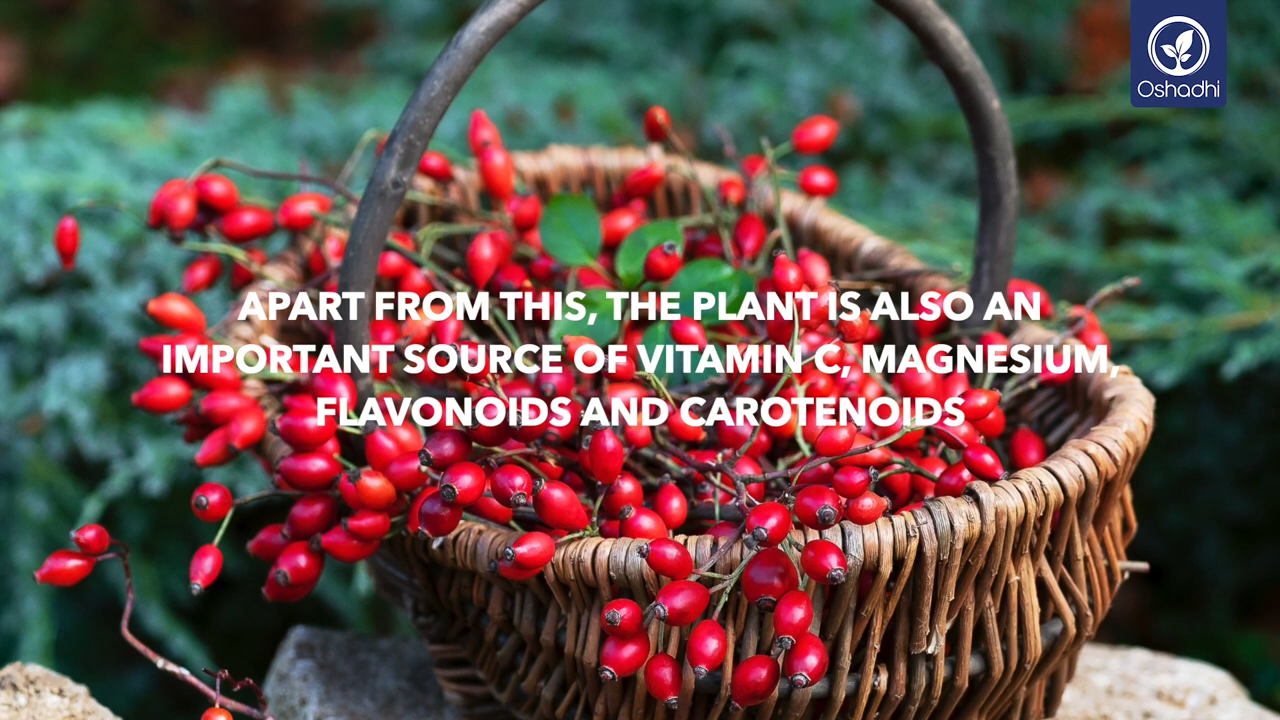 Oshadhi
APART FROM THIS, THE PLANT IS ALSO AN
IMPORTANT SOURCE OF VITAMIN C, MAGNESIUM,
FLAVONOIDS AND CAROTENOIDS